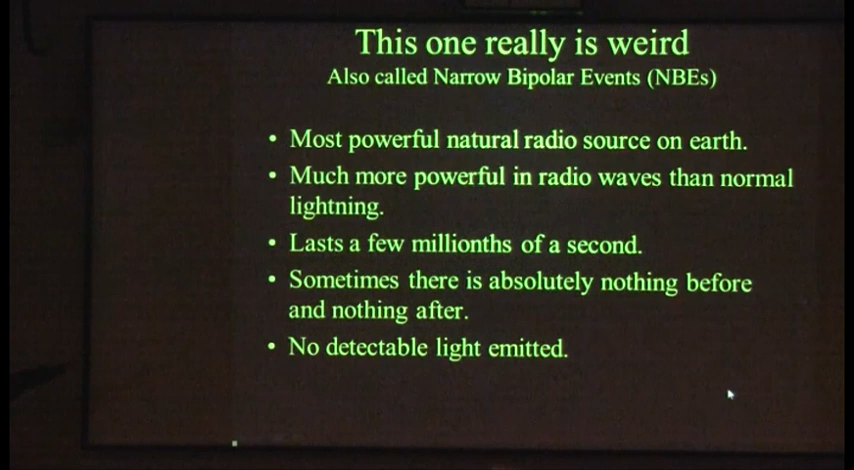 This one really is weird
Also called Narrow Bipolar Events (NBEs)
• Most powerful natural radio source on earth.
• Much more powerful in radio waves than normal
lightning.
• Lasts a few millionths of a second.
• Sometimes there is absolutely nothing before
and nothing after.
• No detectable light emitted.